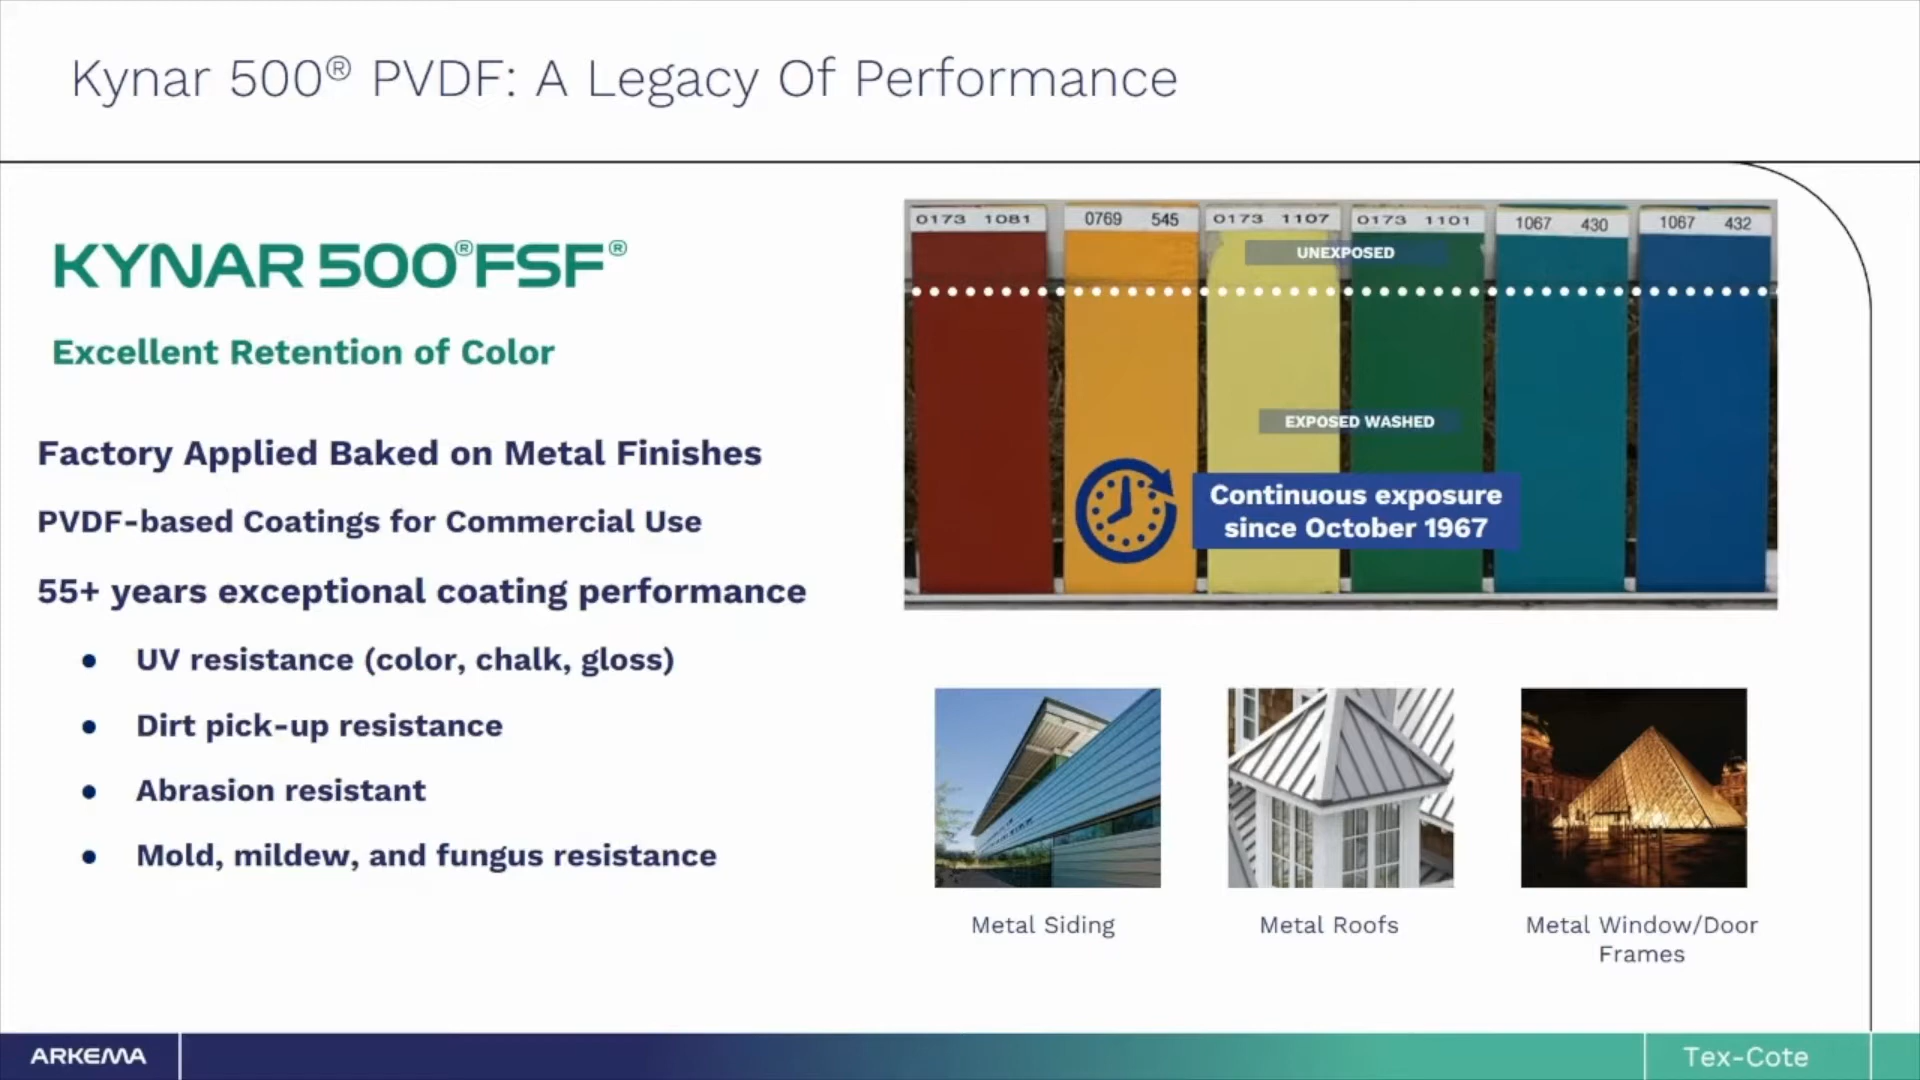 Kynar 500® PVDF: A Legacy Of Performance
KYNAR 500® FSF®
Excellent Retention of Color
Factory Applied Baked on Metal Finishes
PVDF-based Coatings for Commercial Use
55+ years exceptional coating performance
● UV resistance (color, chalk, gloss)
● Dirt pick-up resistance
● Abrasion resistant
● Mold, mildew, and fungus resistance
0173 1081
0769 545
0173 1107
0173 1101
1067 430
1067 432
UNEXPOSED
EXPOSED WASHED
Continuous exposure
since October 1967
Metal Siding
Metal Roofs
Metal Window/Door
Frames
ARKEMA
Tex-Cote